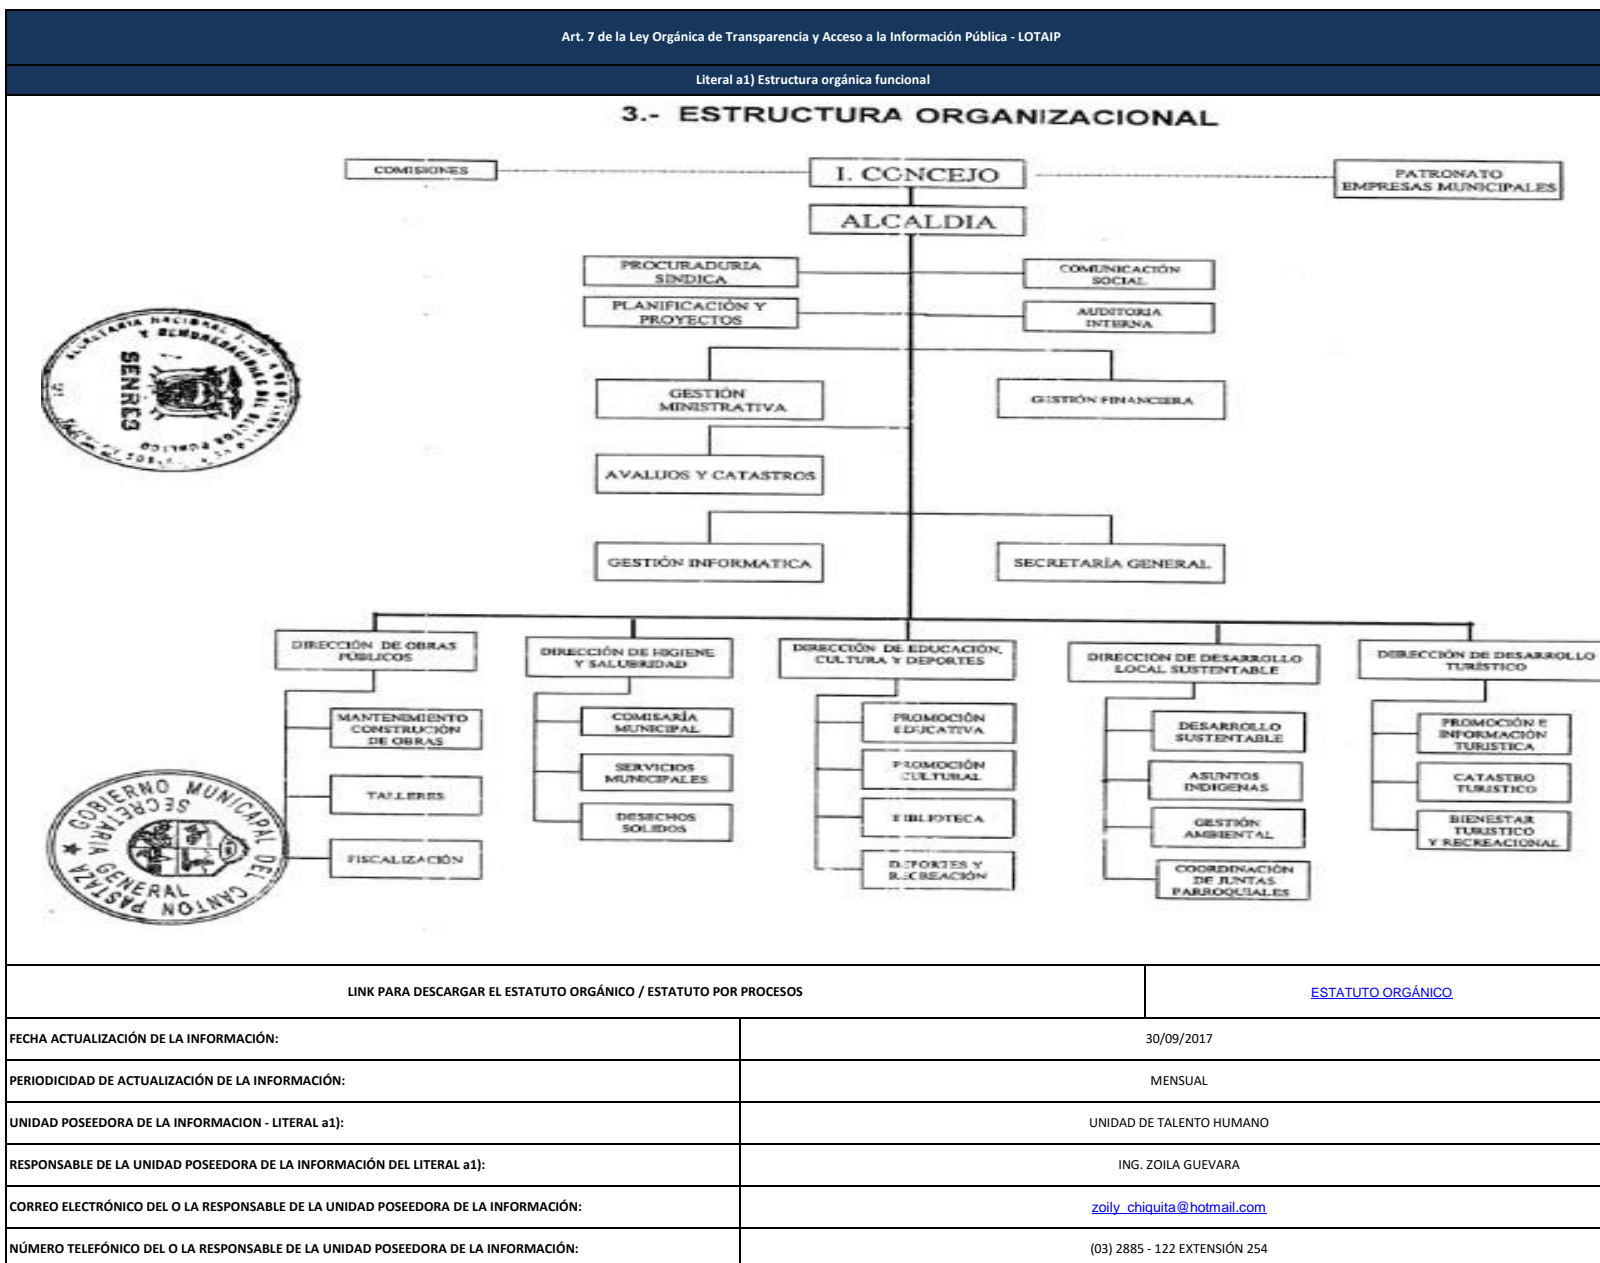 Art. 7 de la Ley Orgánica de Transparencia y Acceso a la Información Pública - LOTAIP
Literal a1) Estructura orgánica funcional
3.- ESTRUCTURA ORGANIZACIONAL
COMISIONES
I. CONCEJO
PATRONATO
EMPRESAS MUNICIPALES
ALCALDIA
PROCURADURIA
SINDICA
COMUNICACIÓN
SOCIAL
PLANIFICACIÓN Y
PROYECTOS
AUDITORIA
INTERNA
SENRES
GESTIÓN
MINISTRATIVA
GESTIÓN FINANCIERA
AVALUOS Y CATASTROS
GESTIÓN INFORMATICA
SECRETARÍA GENERAL
DIRECCIÓN DE OBRAS
PÚBLICOS
DIRECCIÓN DE HIGIENE
Y SALUBRIDAD
DIRECCIÓN DE EDUCACIÓN,
CULTURA Y DEPORTES
DIRECCIÓN DE DESARROLLO
LOCAL SUSTENTABLE
DIRECCIÓN DE DESARROLLO
TURÍSTICO
MANTENIMIENTO
CONSTRUCIÓN
DE OBRAS
TALLERES
FISCALIZACIÓN
COMISARÍA
MUNICIPAL
SERVICIOS
MUNICIPALES
DESECHOS
SOLIDOS
PROMOCIÓN
EDUCATIVA
PROMOCIÓN
CULTURAL
BIBLIOTECA
DEPORTES Y
RECREACIÓN
DESARROLLO
SUSTENTABLE
ASUNTOS
INDIGENAS
GESTIÓN
AMBIENTAL
COORDINACIÓN
DE JUNTAS
PARROQUIALES
PROMOCIÓN E
INFORMACIÓN
TURISTICA
CATASTRO
TURISTICO
BIENESTAR
TURISTICO
Y RECREACIONAL
GOBIERNO MUNICAPAL DEL CANTON PASTAZA
SECRETARIA GENERAL
LINK PARA DESCARGAR EL ESTATUTO ORGÁNICO / ESTATUTO POR PROCESOS ESTATUTO ORGÁNICO
FECHA ACTUALIZACIÓN DE LA INFORMACIÓN: 30/09/2017
PERIODICIDAD DE ACTUALIZACIÓN DE LA INFORMACIÓN: MENSUAL
UNIDAD POSEEDORA DE LA INFORMACION - LITERAL a1): UNIDAD DE TALENTO HUMANO
RESPONSABLE DE LA UNIDAD POSEEDORA DE LA INFORMACIÓN DEL LITERAL a1): ING. ZOILA GUEVARA
CORREO ELECTRÓNICO DEL O LA RESPONSABLE DE LA UNIDAD POSEEDORA DE LA INFORMACIÓN: zoily_chiquita@hotmail.com
NÚMERO TELEFÓNICO DEL O LA RESPONSABLE DE LA UNIDAD POSEEDORA DE LA INFORMACIÓN: (03) 2885 - 122 EXTENSIÓN 254